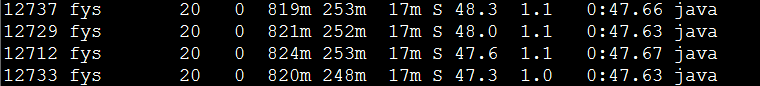 12737 fys 20 0 819m 253m 17m S 48.3 1.1 0:47.66 java
12729 fys 20 0 821m 252m 17m S 48.0 1.1 0:47.63 java
12712 fys 20 0 824m 253m 17m S 47.6 1.1 0:47.67 java
12733 fys 20 0 820m 248m 17m S 47.3 1.0 0:47.63 java